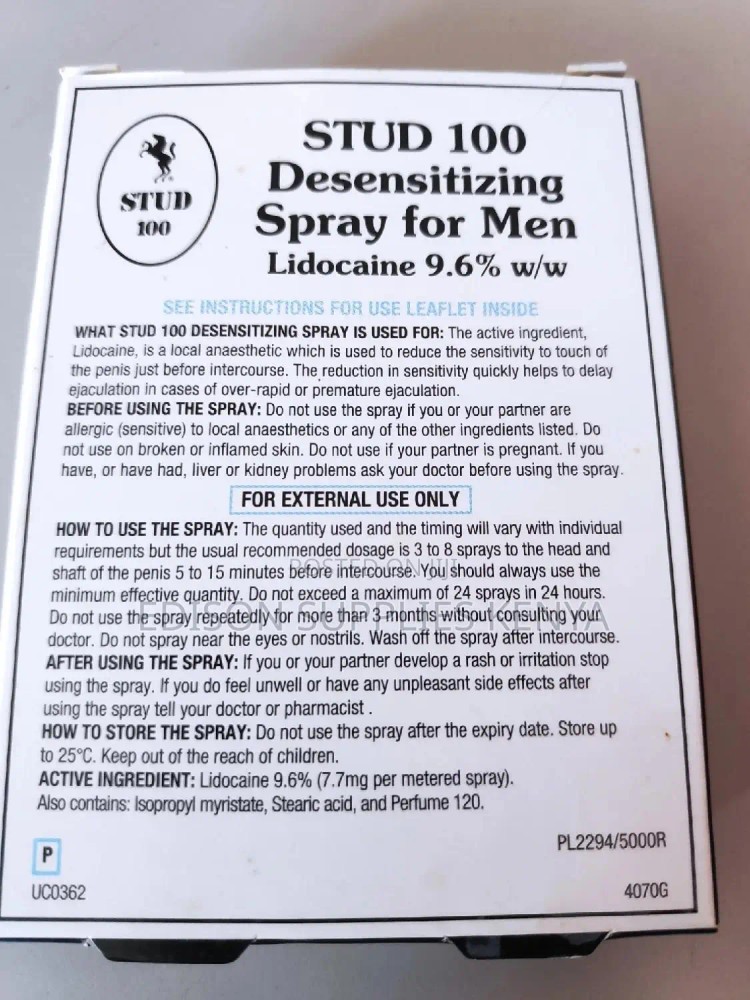 STUD
100
STUD 100
Desensitizing
Spray for Men
Lidocaine 9.6% w/w
SEE INSTRUCTIONS FOR USE LEAFLET INSIDE
WHAT STUD 100 DESENSITIZING SPRAY IS USED FOR: The active ingredient,
Lidocaine, is a local anaesthetic which is used to reduce the sensitivity to touch of
the penis just before intercourse. The reduction in sensitivity quickly helps to delay
ejaculation in cases of over-rapid or premature ejaculation.
BEFORE USING THE SPRAY: Do not use the spray if you or your partner are
allergic (sensitive) to local anaesthetics or any of the other ingredients listed. Do
not use on broken or inflamed skin. Do not use if your partner is pregnant. If you
have, or have had, liver or kidney problems ask your doctor before using the spray.
FOR EXTERNAL USE ONLY
HOW TO USE THE SPRAY: The quantity used and the timing will vary with individual
requirements but the usual recommended dosage is 3 to 8 sprays to the head and
shaft of the penis 5 to 15 minutes before intercourse. You should always use the
minimum effective quantity. Do not exceed a maximum of 24 sprays in 24 hours.
Do not use the spray repeatedly for more than 3 months without consulting your
doctor. Do not spray near the eyes or nostrils. Wash off the spray after intercourse.
AFTER USING THE SPRAY: If you or your partner develop a rash or irritation stop
using the spray. If you do feel unwell or have any unpleasant side effects after
using the spray tell your doctor or pharmacist .
HOW TO STORE THE SPRAY: Do not use the spray after the expiry date. Store up
to 25°C. Keep out of the reach of children.
ACTIVE INGREDIENT: Lidocaine 9.6% (7.7mg per metered spray).
Also contains: Isopropyl myristate, Stearic acid, and Perfume 120.
PL2294/5000R
P
UC0362
4070G
POSTED ON JIJI
EDISON SUPPLIES KENYA